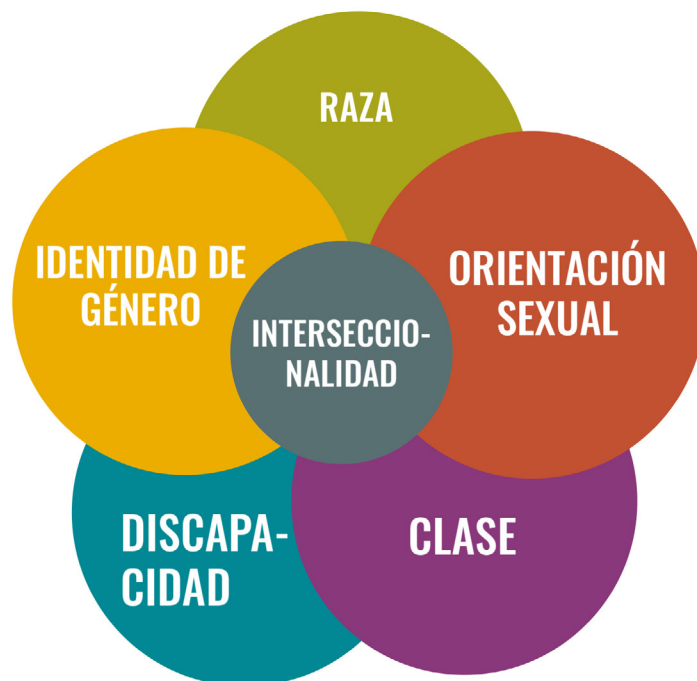 RAZA
IDENTIDAD DE
GÉNERO
ORIENTACIÓN
SEXUAL
INTERSECCIO-
NALIDAD
DISCAPA-
CIDAD
CLASE